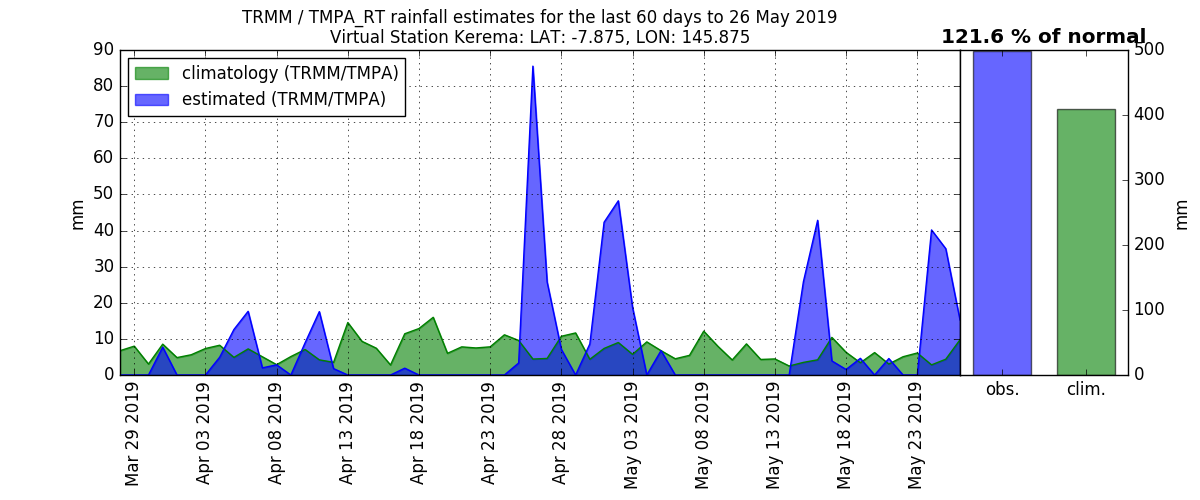 TRMM / TMPA_RT rainfall estimates for the last 60 days to 26 May 2019
Virtual Station Kerema: LAT: -7.875, LON: 145.875
121.6 % of normal
climatology (TRMM/TMPA)
estimated (TRMM/TMPA)
90
80
70
60
50
40
30
20
10
0
mm
Mar 29 2019
Apr 03 2019
Apr 08 2019
Apr 13 2019
Apr 18 2019
Apr 23 2019
Apr 28 2019
May 03 2019
May 08 2019
May 13 2019
May 18 2019
May 23 2019
obs.
clim.
500
400
300
200
100
0
mm